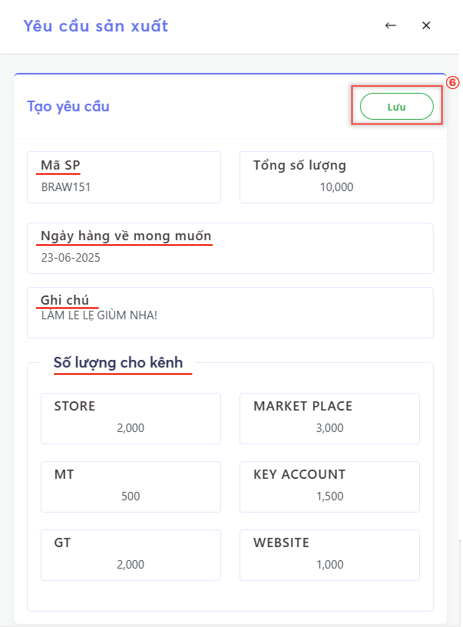 Yêu cầu sản xuất
⑥
Tạo yêu cầu
Lưu
Mã SP
BRAW151
Tổng số lượng
10,000
Ngày hàng về mong muốn
23-06-2025
Ghi chú
LÀM LE LẸ GIÙM NHA!
Số lượng cho kênh
STORE
2,000
MARKET PLACE
3,000
MT
500
KEY ACCOUNT
1,500
GT
2,000
WEBSITE
1,000